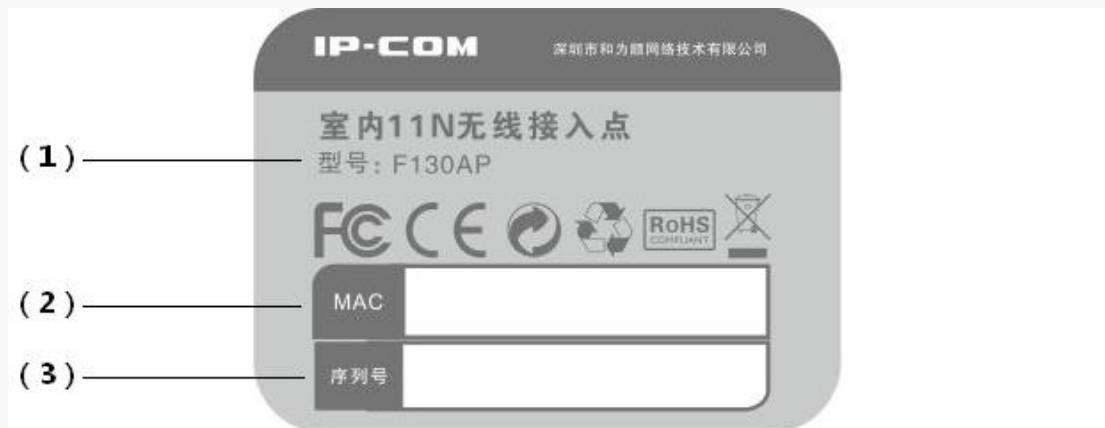 IP-COM 深圳市和为顺网络技术有限公司
室内11N无线接入点
(1) 型号: F130AP
FC CE RoHS
COMPLIANT
(2) MAC
(3) 序列号